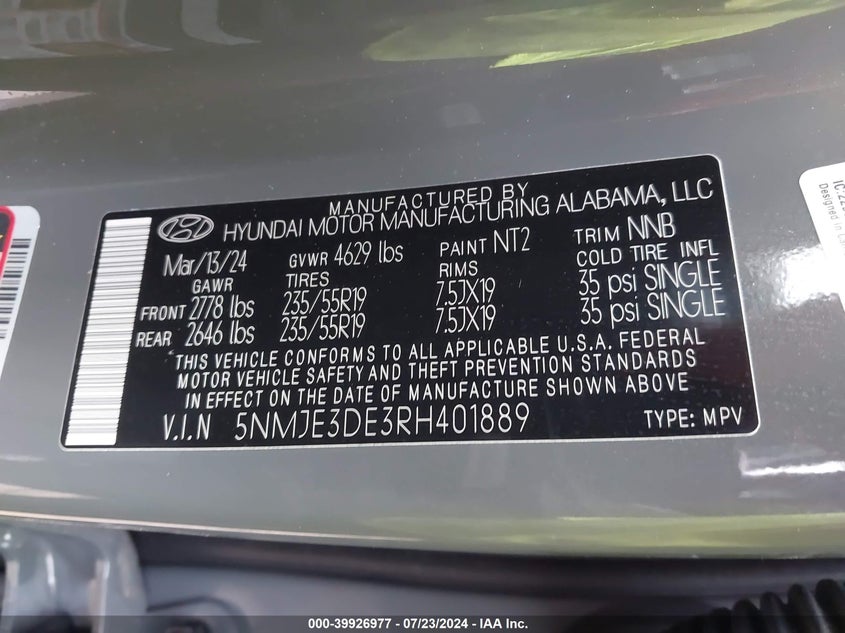 MANUFACTURED BY
HYUNDAI MOTOR MANUFACTURING ALABAMA, LLC
Mar/13/24 GVWR 4629 lbs PAINT NT2 TRIM NNB
GAWR TIRES RIMS COLD TIRE INFL
FRONT 2778 lbs 235/55R19 7.5JX19 35 psi SINGLE
REAR 2646 lbs 235/55R19 7.5JX19 35 psi SINGLE
THIS VEHICLE CONFORMS TO ALL APPLICABLE U.S.A. FEDERAL
MOTOR VEHICLE SAFETY AND THEFT PREVENTION STANDARDS
IN EFFECT ON THE DATE OF MANUFACTURE SHOWN ABOVE
V.I.N 5NMJE3DE3RH401889 TYPE: MPV
Designed in
000-39926977 - 07/23/2024 - IAA Inc.